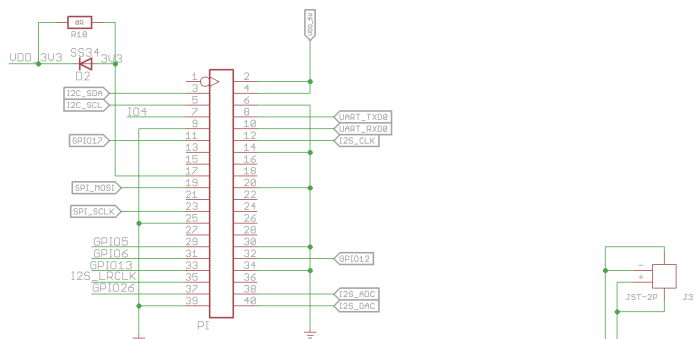 VDD_5V
0R
R18
VDD_3V3
SS34
3V3
D2
1
2
3
4
I2C_SDA
5
6
I2C_SCL
7
8
IO4
UART_TXD0
9
10
UART_RXD0
11
12
GPIO17
I2S_CLK
13
14
15
16
17
18
19
20
SPI_MOSI
21
22
23
24
SPI_SCLK
25
26
27
28
29
30
GPIO5
31
32
GPIO6
GPIO12
33
34
GPIO13
35
36
I2S_LRCLK
37
38
GPIO26
I2S_ADC
39
40
I2S_DAC
PI
-
+
JST-2P
J3